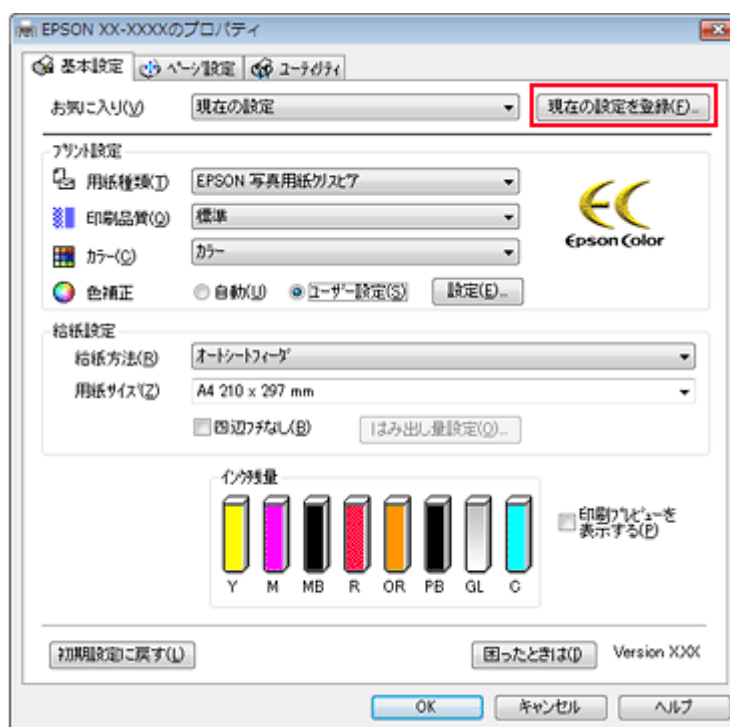 EPSON XX-XXXXのプロパティ
基本設定 ページ設定 ユーティリティ
お気に入り(V) 現在の設定 現在の設定を登録(F)...
プリント設定
用紙種類(T) EPSON 写真用紙クリスピア
印刷品質(Q) 標準
カラー(C) カラー
Epson Color
色補正 自動(U) ユーザー設定(S) 設定(E)...
給紙設定
給紙方法(R) オートシートフィーダ
用紙サイズ(Z) A4 210 x 297 mm
四辺フチなし(B) はみ出し量設定(O)...
インク残量
印刷プレビューを
表示する(P)
Y M MB R OR PB GL C
初期設定に戻す(L) 困ったときは(I) Version X.XX
OK キャンセル ヘルプ